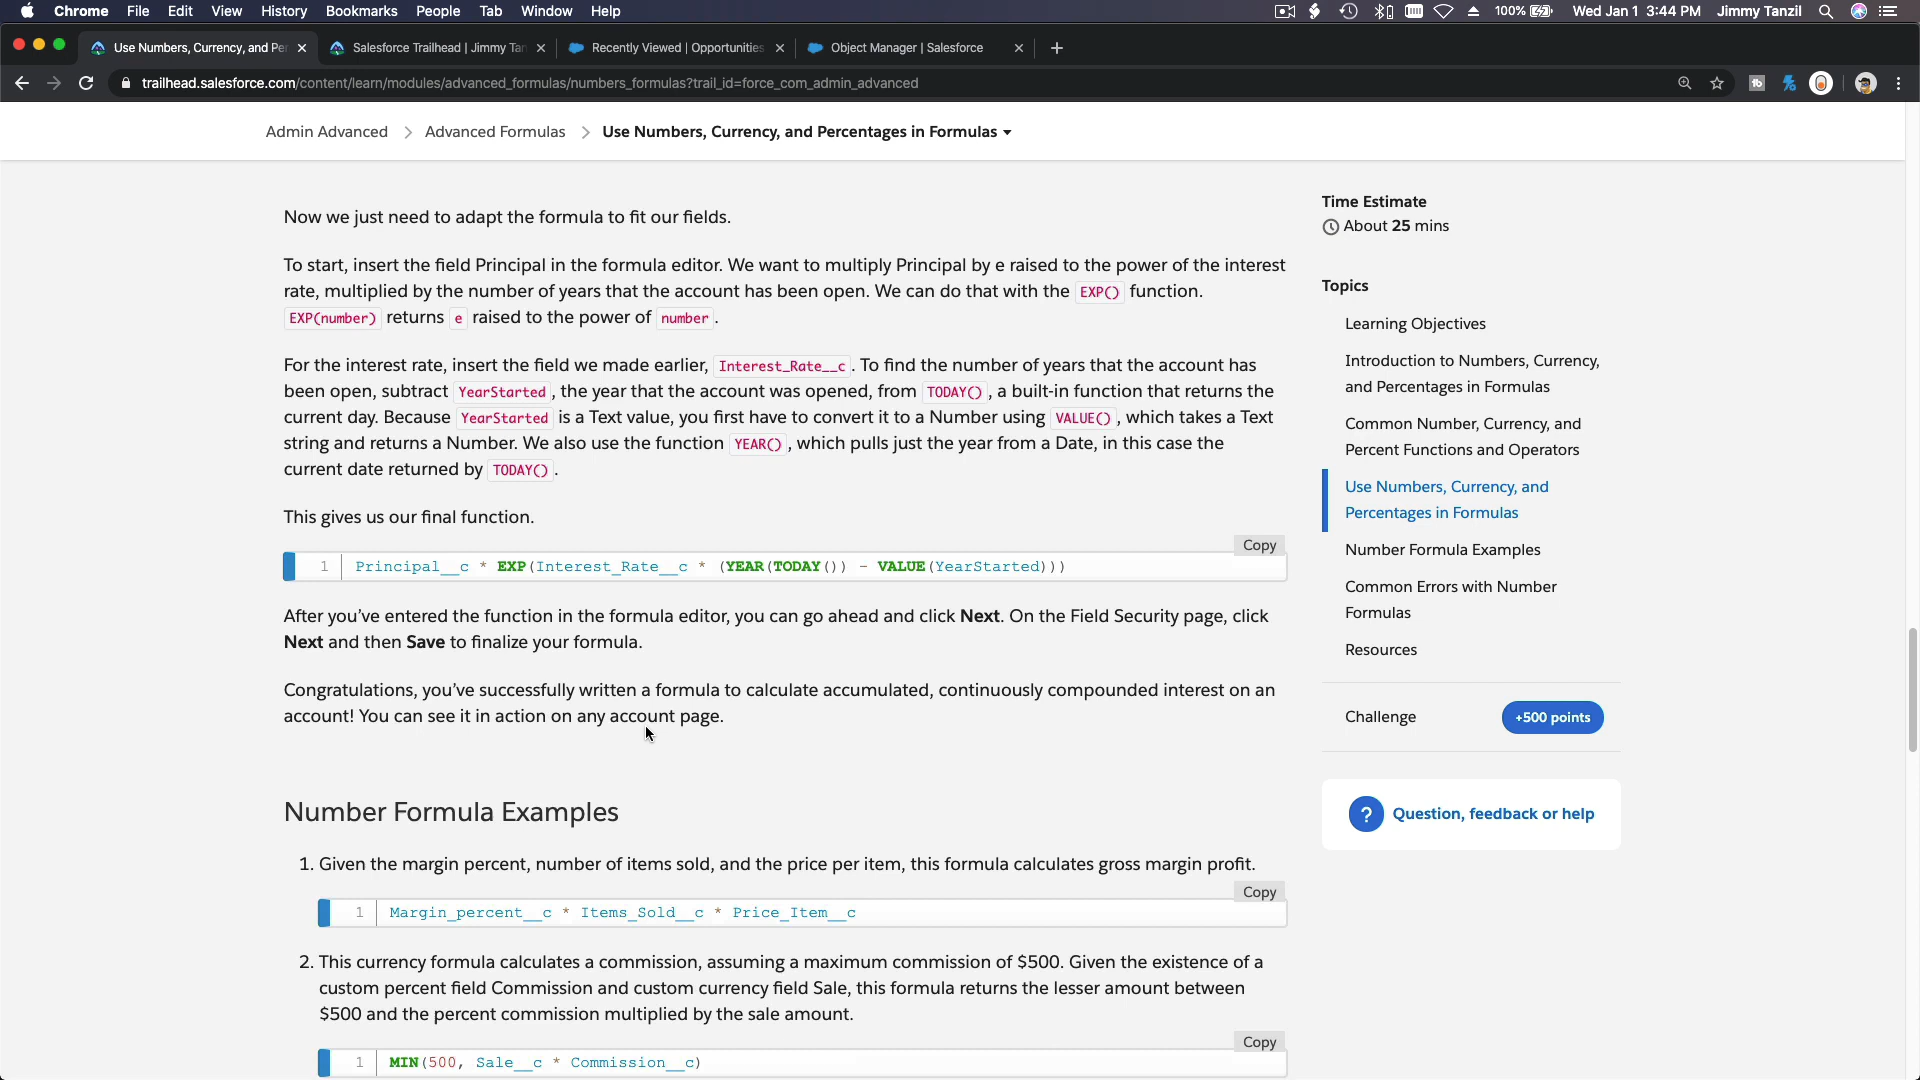 Chrome File Edit View History Bookmarks People Tab Window Help 100% Wed Jan 1 3:44 PM Jimmy Tanzil
Use Numbers, Currency, and Pe Salesforce Trailhead | Jimmy Tan Recently Viewed | Opportunities Object Manager | Salesforce
trailhead.salesforce.com/content/learn/modules/advanced_formulas/numbers_formulas?trail_id=force_com_admin_advanced
Admin Advanced > Advanced Formulas > Use Numbers, Currency, and Percentages in Formulas
Now we just need to adapt the formula to fit our fields.
To start, insert the field Principal in the formula editor. We want to multiply Principal by e raised to the power of the interest
rate, multiplied by the number of years that the account has been open. We can do that with the EXP() function.
EXP(number) returns e raised to the power of number.
For the interest rate, insert the field we made earlier, Interest_Rate__c. To find the number of years that the account has
been open, subtract YearStarted, the year that the account was opened, from TODAY(), a built-in function that returns the
current day. Because YearStarted is a Text value, you first have to convert it to a Number using VALUE(), which takes a Text
string and returns a Number. We also use the function YEAR(), which pulls just the year from a Date, in this case the
current date returned by TODAY().
This gives us our final function.
Copy
1 Principal__c * EXP(Interest_Rate__c * (YEAR(TODAY()) - VALUE(YearStarted)))
After you've entered the function in the formula editor, you can go ahead and click Next. On the Field Security page, click
Next and then Save to finalize your formula.
Congratulations, you've successfully written a formula to calculate accumulated, continuously compounded interest on an
account! You can see it in action on any account page.
Number Formula Examples
1. Given the margin percent, number of items sold, and the price per item, this formula calculates gross margin profit.
Copy
1 Margin_percent__c * Items_Sold__c * Price_Item__c
2. This currency formula calculates a commission, assuming a maximum commission of $500. Given the existence of a
custom percent field Commission and custom currency field Sale, this formula returns the lesser amount between
$500 and the percent commission multiplied by the sale amount.
Copy
1 MIN(500, Sale__c * Commission__c)
Time Estimate
About 25 mins
Topics
Learning Objectives
Introduction to Numbers, Currency,
and Percentages in Formulas
Common Number, Currency, and
Percent Functions and Operators
Use Numbers, Currency, and
Percentages in Formulas
Number Formula Examples
Common Errors with Number
Formulas
Resources
Challenge +500 points
? Question, feedback or help